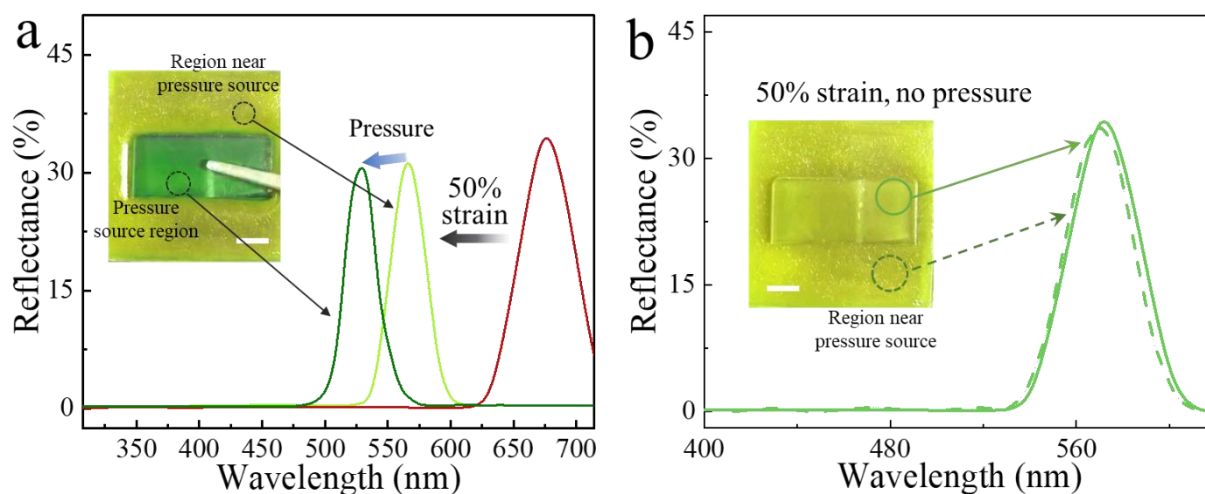 a
45
30
15
0
Reflectance (%)
Region near
pressure source
Pressure
source region
Pressure
50%
strain
350
400
450
500
550
600
650
700
Wavelength (nm)
b
45
30
15
0
Reflectance (%)
50% strain, no pressure
Region near
pressure source
400
480
560
Wavelength (nm)